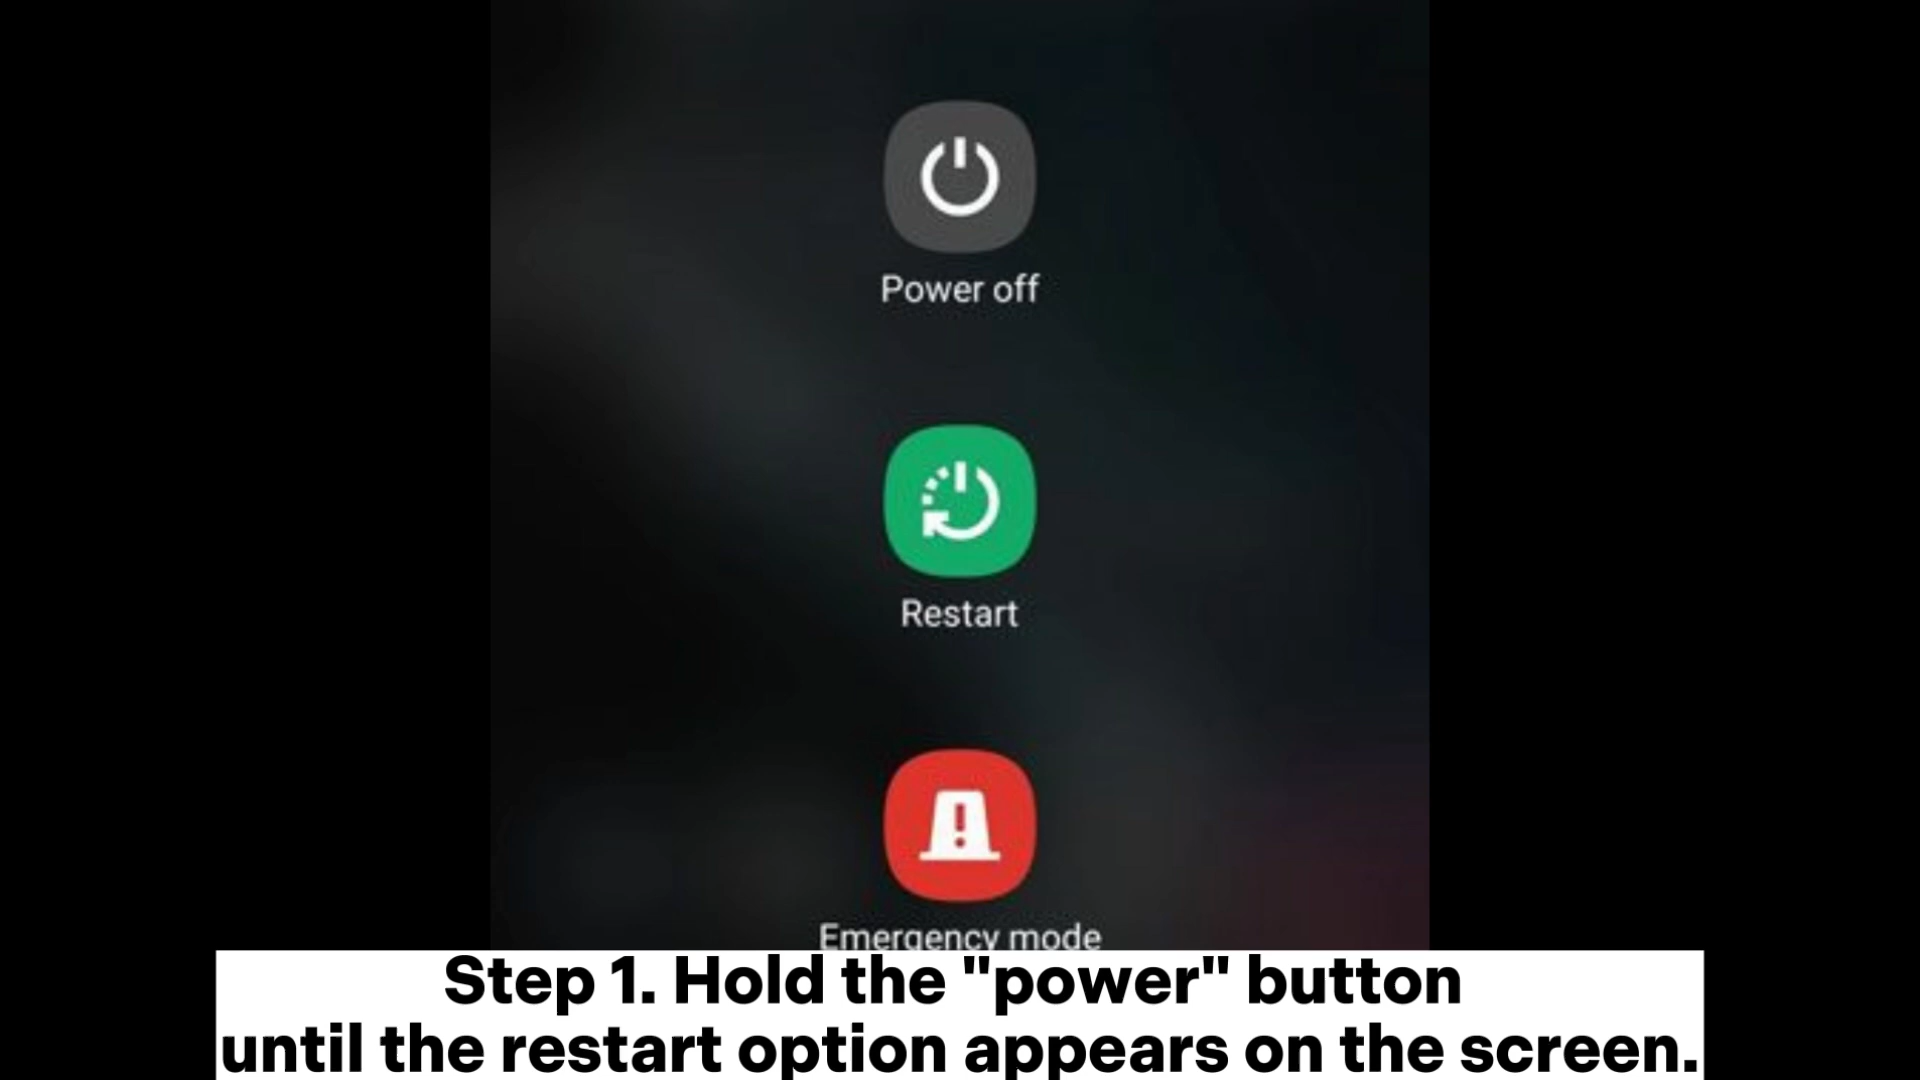 Power off
Restart
Emergency mode
Step 1. Hold the "power" button
until the restart option appears on the screen.